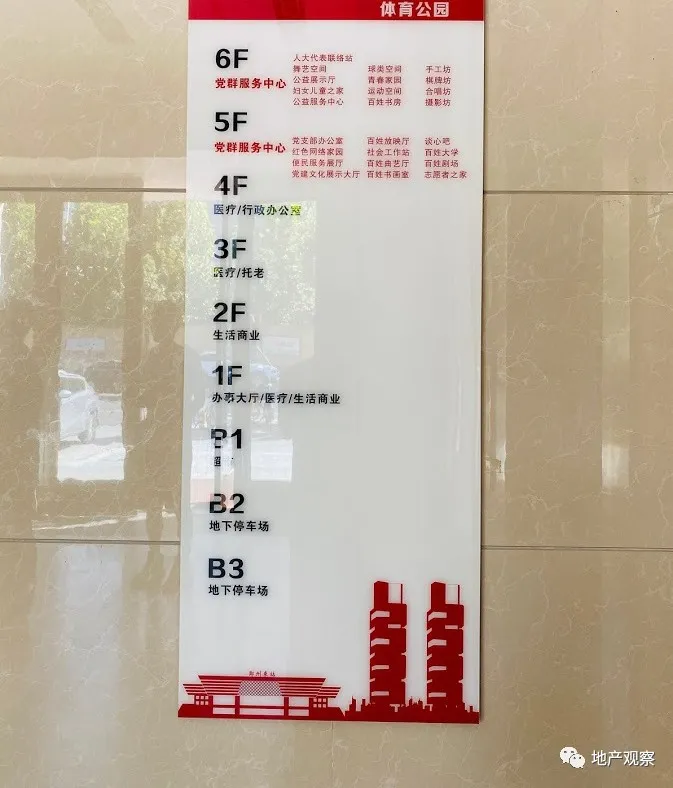 体育公园
6F
党群服务中心
人大代表联络站
舞艺空间 球类空间 手工坊
公益展示厅 青春家园 棋牌坊
妇女儿童之家 运动空间 合唱坊
公益服务中心 百姓书房 摄影坊
5F
党群服务中心
党支部办公室 百姓放映厅 谈心吧
红色网络家园 社会工作站 百姓大学
便民服务展厅 百姓曲艺厅 百姓剧场
党建文化展示大厅 百姓书画室 志愿者之家
4F
医疗/行政办公室
3F
医疗/托老
2F
生活商业
1F
办事大厅/医疗/生活商业
B1
B2
地下停车场
B3
地下停车场
郑州东站
地产观察